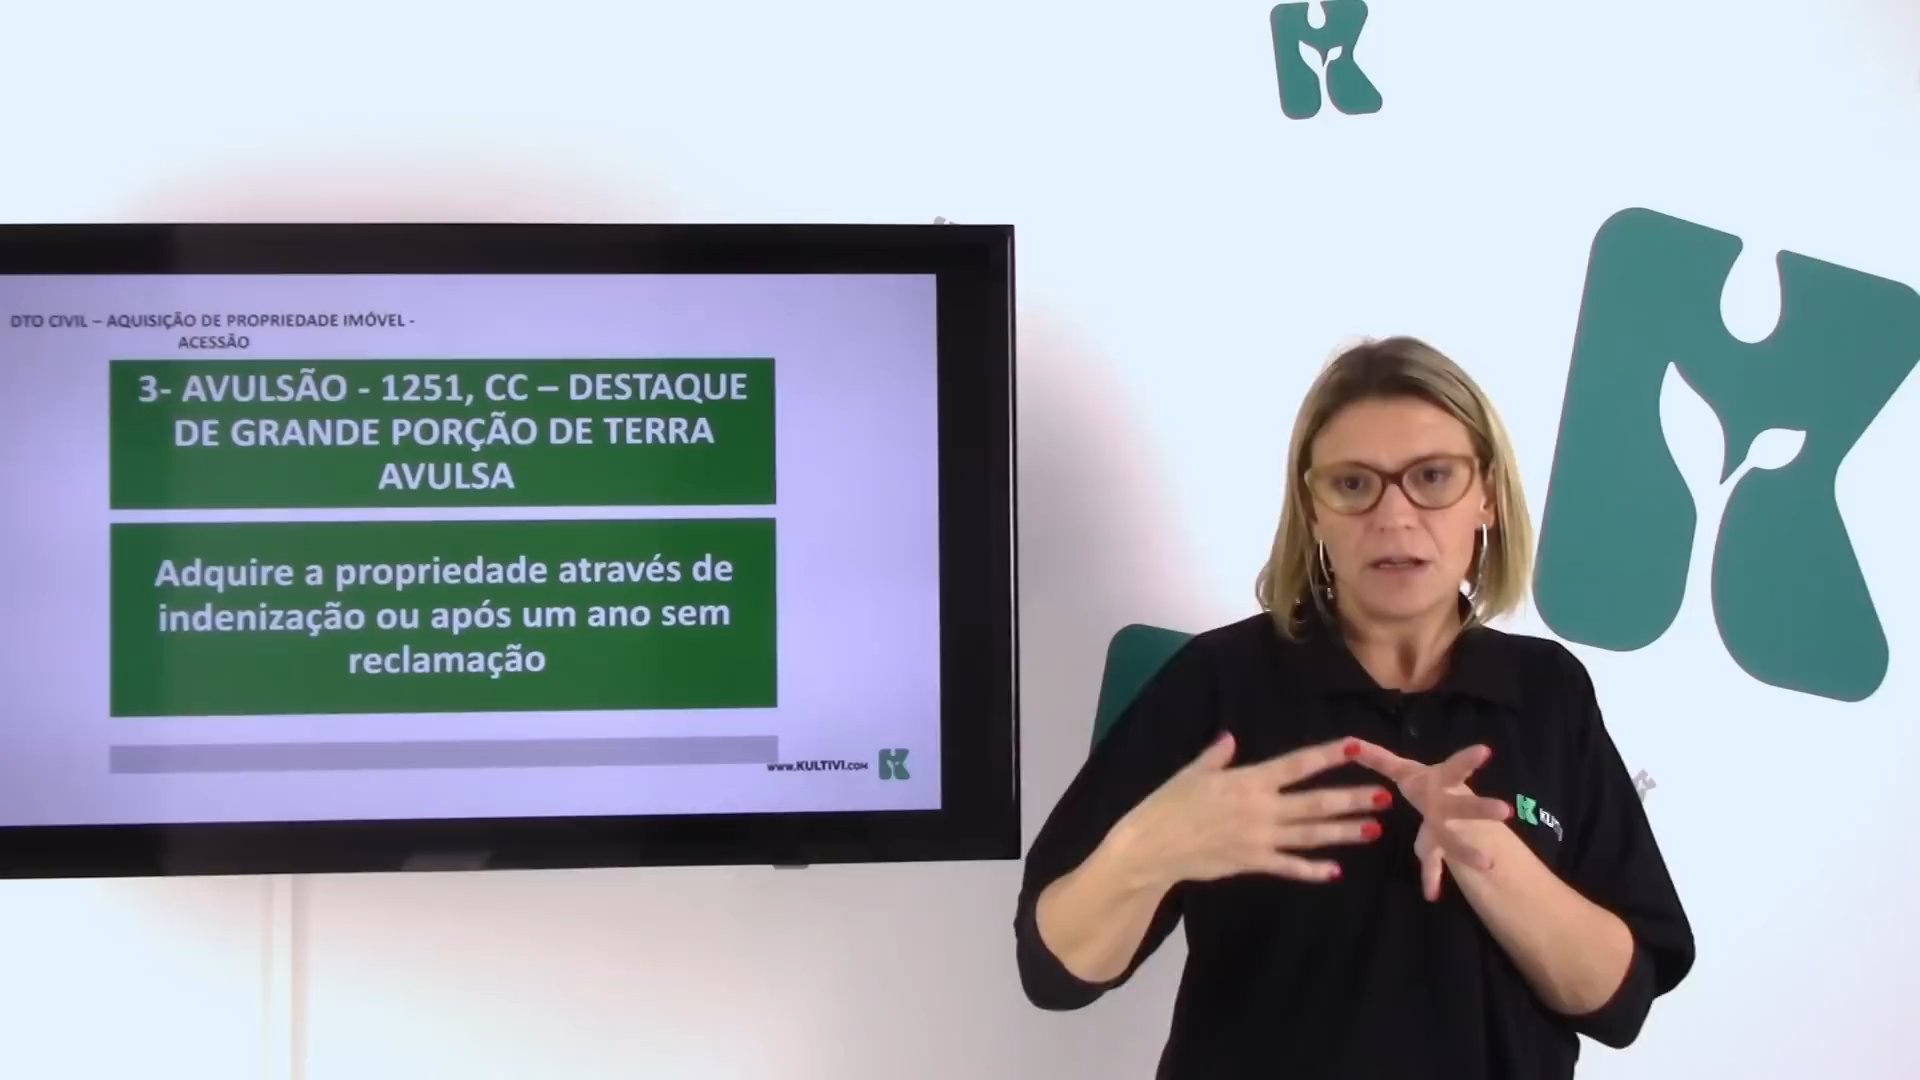 DTO CIVIL – AQUISIÇÃO DE PROPRIEDADE IMÓVEL -
ACESSÃO
3- AVULSÃO - 1251, CC – DESTAQUE
DE GRANDE PORÇÃO DE TERRA
AVULSA
Adquire a propriedade através de
indenização ou após um ano sem
reclamação
www.KULTIVI.com